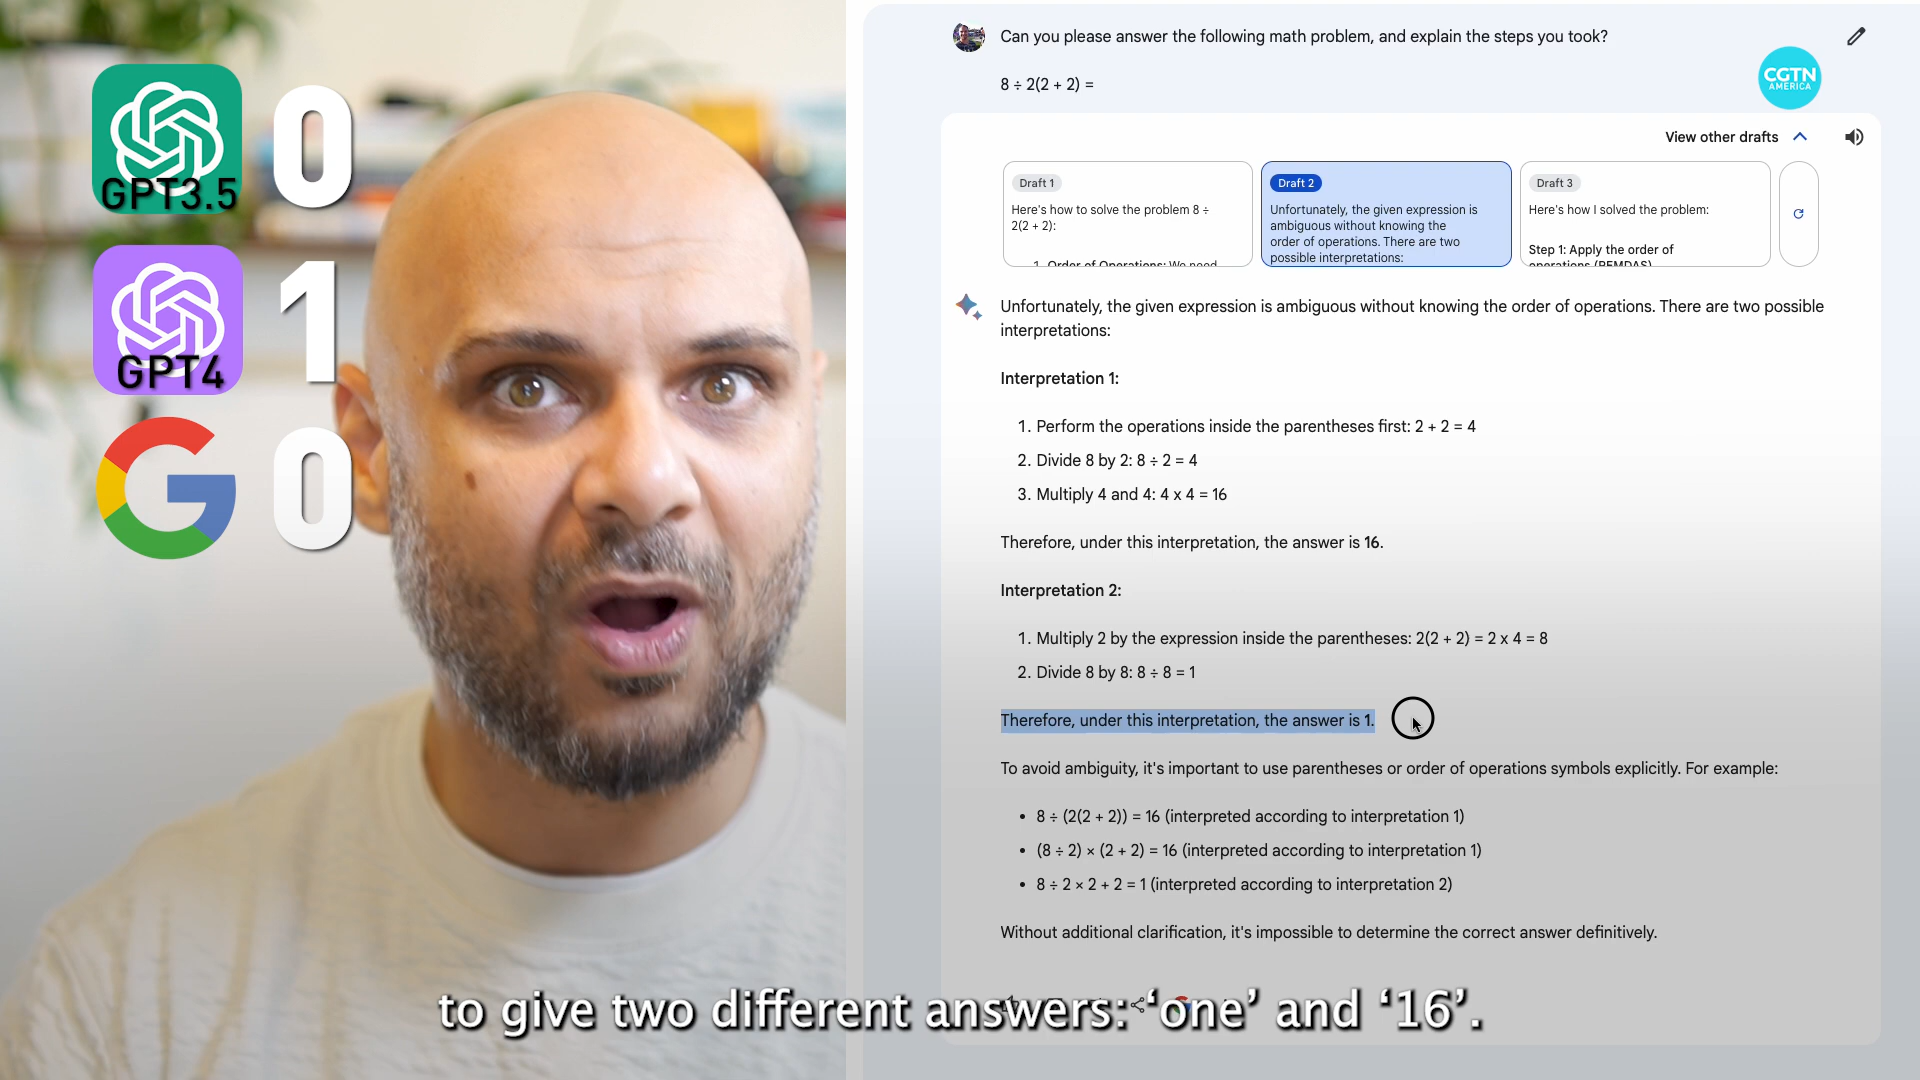 GPT3.5 0
GPT4 1
0
Can you please answer the following math problem, and explain the steps you took?
8 ÷ 2(2 + 2) =
CGTN
AMERICA
View other drafts
Draft 1
Here's how to solve the problem 8 ÷
2(2 + 2):
1. Order of Operations: We need
Draft 2
Unfortunately, the given expression is
ambiguous without knowing the
order of operations. There are two
possible interpretations:
Draft 3
Here's how I solved the problem:
Step 1: Apply the order of
operations (PEMDAS)
Unfortunately, the given expression is ambiguous without knowing the order of operations. There are two possible
interpretations:
Interpretation 1:
1. Perform the operations inside the parentheses first: 2 + 2 = 4
2. Divide 8 by 2: 8 ÷ 2 = 4
3. Multiply 4 and 4: 4 x 4 = 16
Therefore, under this interpretation, the answer is 16.
Interpretation 2:
1. Multiply 2 by the expression inside the parentheses: 2(2 + 2) = 2 x 4 = 8
2. Divide 8 by 8: 8 ÷ 8 = 1
Therefore, under this interpretation, the answer is 1.
To avoid ambiguity, it's important to use parentheses or order of operations symbols explicitly. For example:
• 8 ÷ (2(2 + 2)) = 16 (interpreted according to interpretation 1)
• (8 ÷ 2) × (2 + 2) = 16 (interpreted according to interpretation 1)
• 8 ÷ 2 × 2 + 2 = 1 (interpreted according to interpretation 2)
Without additional clarification, it's impossible to determine the correct answer definitively.
to give two different answers: ‘one’ and ‘16’.